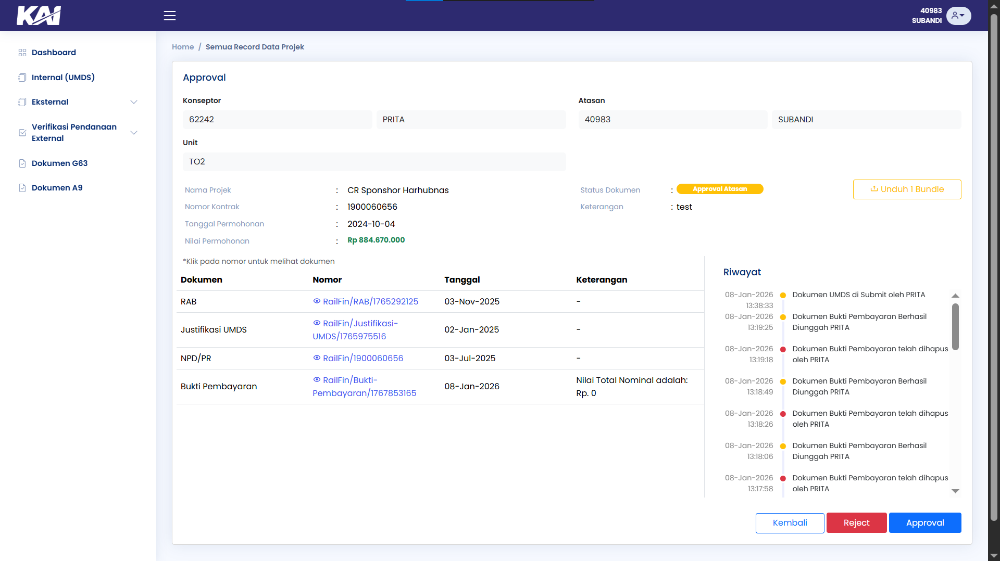 KAI
40983
SUBANDI
Dashboard
Internal (UMDS)
Eksternal
Verifikasi Pendanaan
External
Dokumen G63
Dokumen A9
Home / Semua Record Data Projek
Approval
Konseptor
62242
PRITA
Atasan
40983
SUBANDI
Unit
TO2
Nama Projek : CR Sponshor Harhubnas
Nomor Kontrak : 1900060656
Tanggal Permohonan : 2024-10-04
Nilai Permohonan : Rp 884.670.000
Status Dokumen : Approval Atasan
Keterangan : test
Unduh 1 Bundle
*Klik pada nomor untuk melihat dokumen
Dokumen Nomor Tanggal Keterangan
RAB RailFin/RAB/1765292125 03-Nov-2025 -
Justifikasi UMDS RailFin/Justifikasi-
UMDS/1765975516 02-Jan-2025 -
NPD/PR RailFin/1900060656 03-Jul-2025 -
Bukti Pembayaran RailFin/Bukti-
Pembayaran/1767853165 08-Jan-2026 Nilai Total Nominal adalah:
Rp. 0
Riwayat
08-Jan-2026 Dokumen UMDS di Submit oleh PRITA
13:38:33
08-Jan-2026 Dokumen Bukti Pembayaran Berhasil
13:19:25 Diunggah PRITA
08-Jan-2026 Dokumen Bukti Pembayaran telah dihapus
13:19:18 oleh PRITA
08-Jan-2026 Dokumen Bukti Pembayaran Berhasil
13:18:49 Diunggah PRITA
08-Jan-2026 Dokumen Bukti Pembayaran telah dihapus
13:18:26 oleh PRITA
08-Jan-2026 Dokumen Bukti Pembayaran Berhasil
13:18:06 Diunggah PRITA
08-Jan-2026 Dokumen Bukti Pembayaran telah dihapus
13:17:58 oleh PRITA
Kembali
Reject
Approval